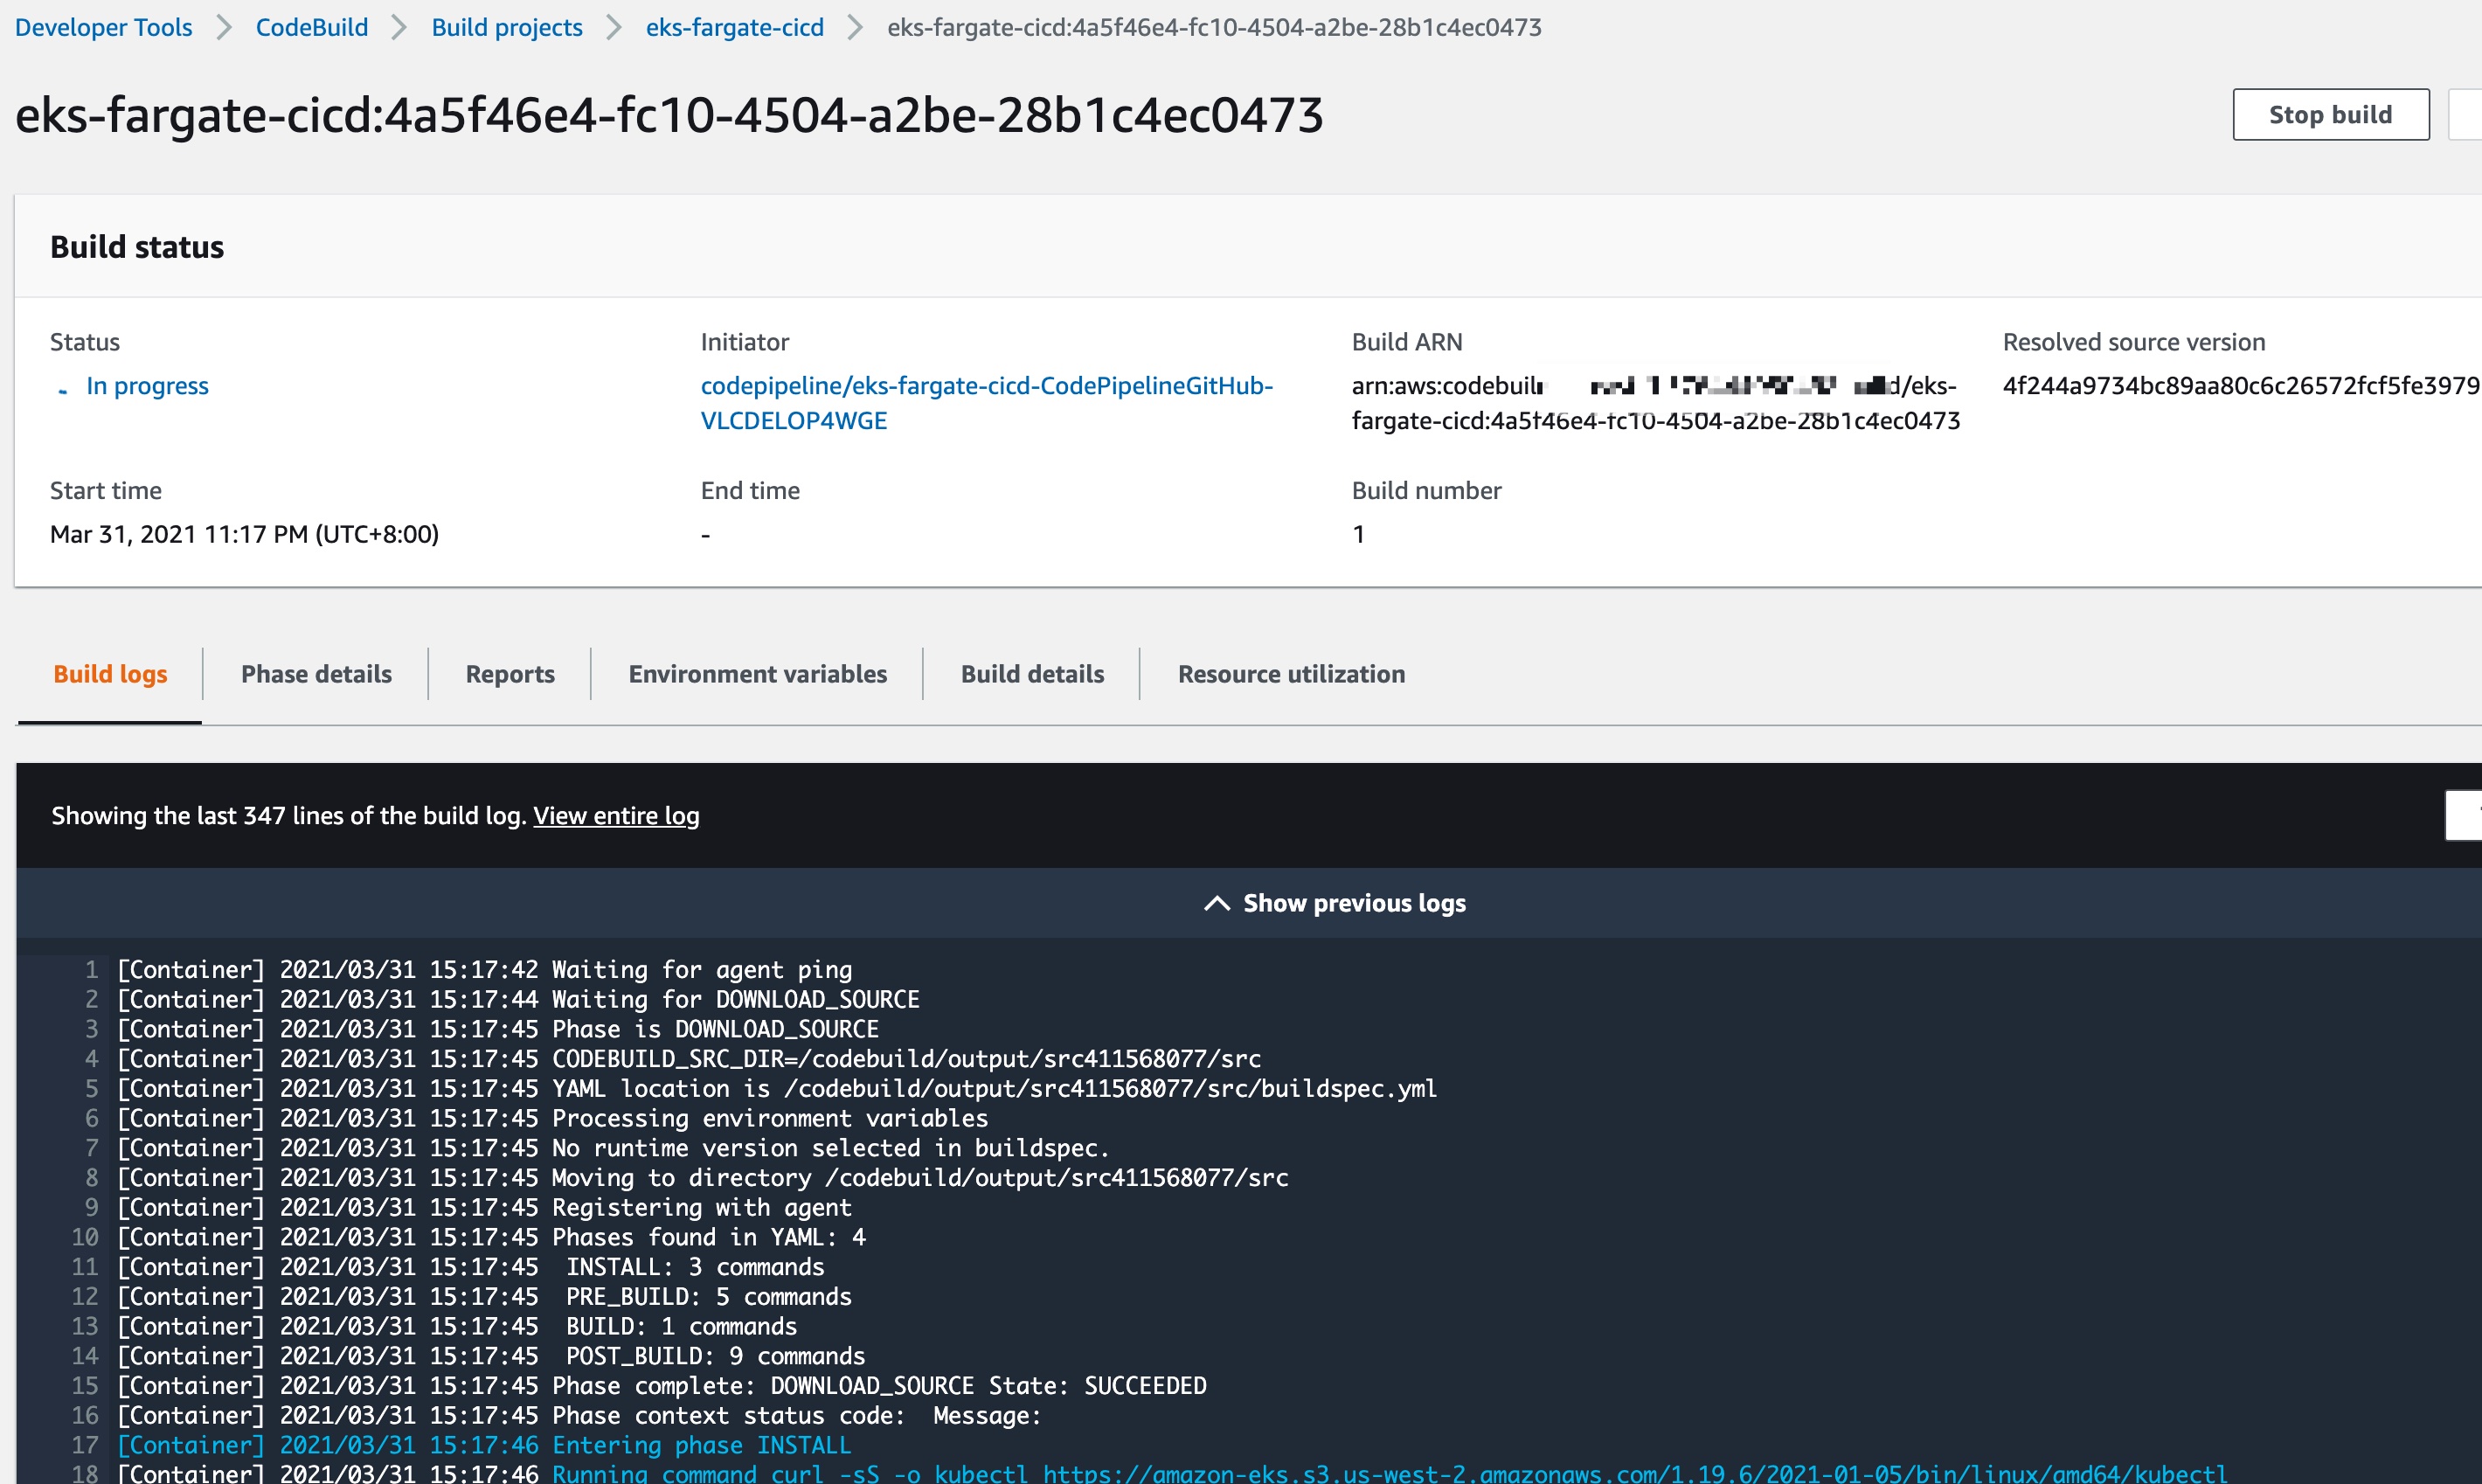 Developer Tools > CodeBuild > Build projects > eks-fargate-cicd > eks-fargate-cicd:4a5f46e4-fc10-4504-a2be-28b1c4ec0473
eks-fargate-cicd:4a5f46e4-fc10-4504-a2be-28b1c4ec0473
Stop build
Build status
Status
In progress
Initiator
codepipeline/eks-fargate-cicd-CodePipelineGitHub-
VLCDELOP4WGE
Build ARN
arn:aws:codebuil d/eks-
fargate-cicd:4a5f46e4-fc10-4504-a2be-28b1c4ec0473
Resolved source version
4f244a9734bc89aa80c6c26572fcf5fe3979
Start time
Mar 31, 2021 11:17 PM (UTC+8:00)
End time
-
Build number
1
Build logs
Phase details
Reports
Environment variables
Build details
Resource utilization
Showing the last 347 lines of the build log. View entire log
Show previous logs
1 [Container] 2021/03/31 15:17:42 Waiting for agent ping
2 [Container] 2021/03/31 15:17:44 Waiting for DOWNLOAD_SOURCE
3 [Container] 2021/03/31 15:17:45 Phase is DOWNLOAD_SOURCE
4 [Container] 2021/03/31 15:17:45 CODEBUILD_SRC_DIR=/codebuild/output/src411568077/src
5 [Container] 2021/03/31 15:17:45 YAML location is /codebuild/output/src411568077/src/buildspec.yml
6 [Container] 2021/03/31 15:17:45 Processing environment variables
7 [Container] 2021/03/31 15:17:45 No runtime version selected in buildspec.
8 [Container] 2021/03/31 15:17:45 Moving to directory /codebuild/output/src411568077/src
9 [Container] 2021/03/31 15:17:45 Registering with agent
10 [Container] 2021/03/31 15:17:45 Phases found in YAML: 4
11 [Container] 2021/03/31 15:17:45  INSTALL: 3 commands
12 [Container] 2021/03/31 15:17:45  PRE_BUILD: 5 commands
13 [Container] 2021/03/31 15:17:45  BUILD: 1 commands
14 [Container] 2021/03/31 15:17:45  POST_BUILD: 9 commands
15 [Container] 2021/03/31 15:17:45 Phase complete: DOWNLOAD_SOURCE State: SUCCEEDED
16 [Container] 2021/03/31 15:17:45 Phase context status code:  Message:
17 [Container] 2021/03/31 15:17:46 Entering phase INSTALL
18 [Container] 2021/03/31 15:17:46 Running command curl -sS -o kubectl https://amazon-eks.s3.us-west-2.amazonaws.com/1.19.6/2021-01-05/bin/linux/amd64/kubectl